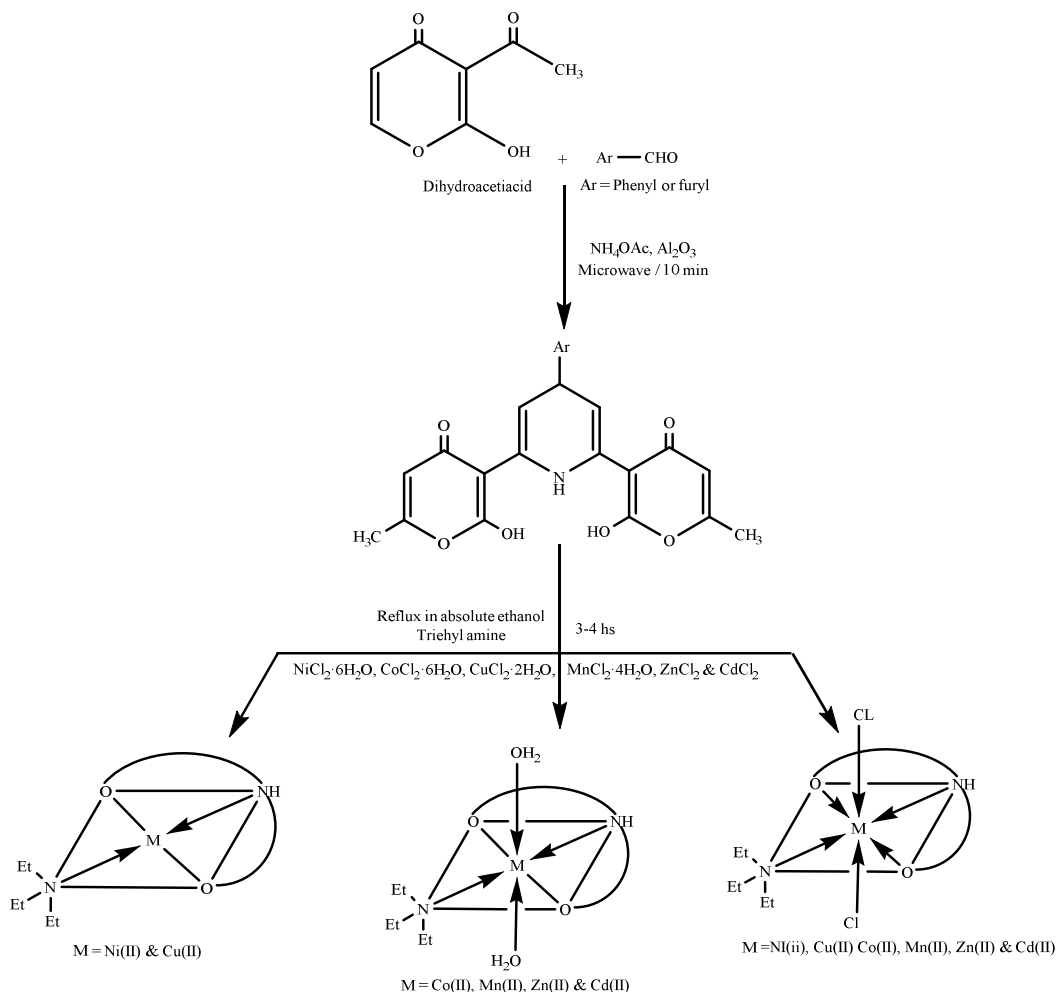 O
O
CH3
O
OH
+
Ar — CHO
Dihydroacetiacid
Ar = Phenyl or furyl
NH4OAc, Al2O3
Microwave / 10 min
Ar
O
O
N
H
OH
HO
H3C
O
O
CH3
Reflux in absolute ethanol
Triehyl amine
3-4 hs
NiCl2·6H2O, CoCl2·6H2O, CuCl2·2H2O, MnCl2·4H2O, ZnCl2 & CdCl2
O
NH
M
Et
N
Et
Et
O
M = Ni(II) & Cu(II)
OH2
O
NH
M
Et
N
Et
Et
O
H2O
M = Co(II), Mn(II), Zn(II) & Cd(II)
CL
O
NH
M
Et
N
Et
Et
O
Cl
M = NI(ii), Cu(II) Co(II), Mn(II), Zn(II) & Cd(II)